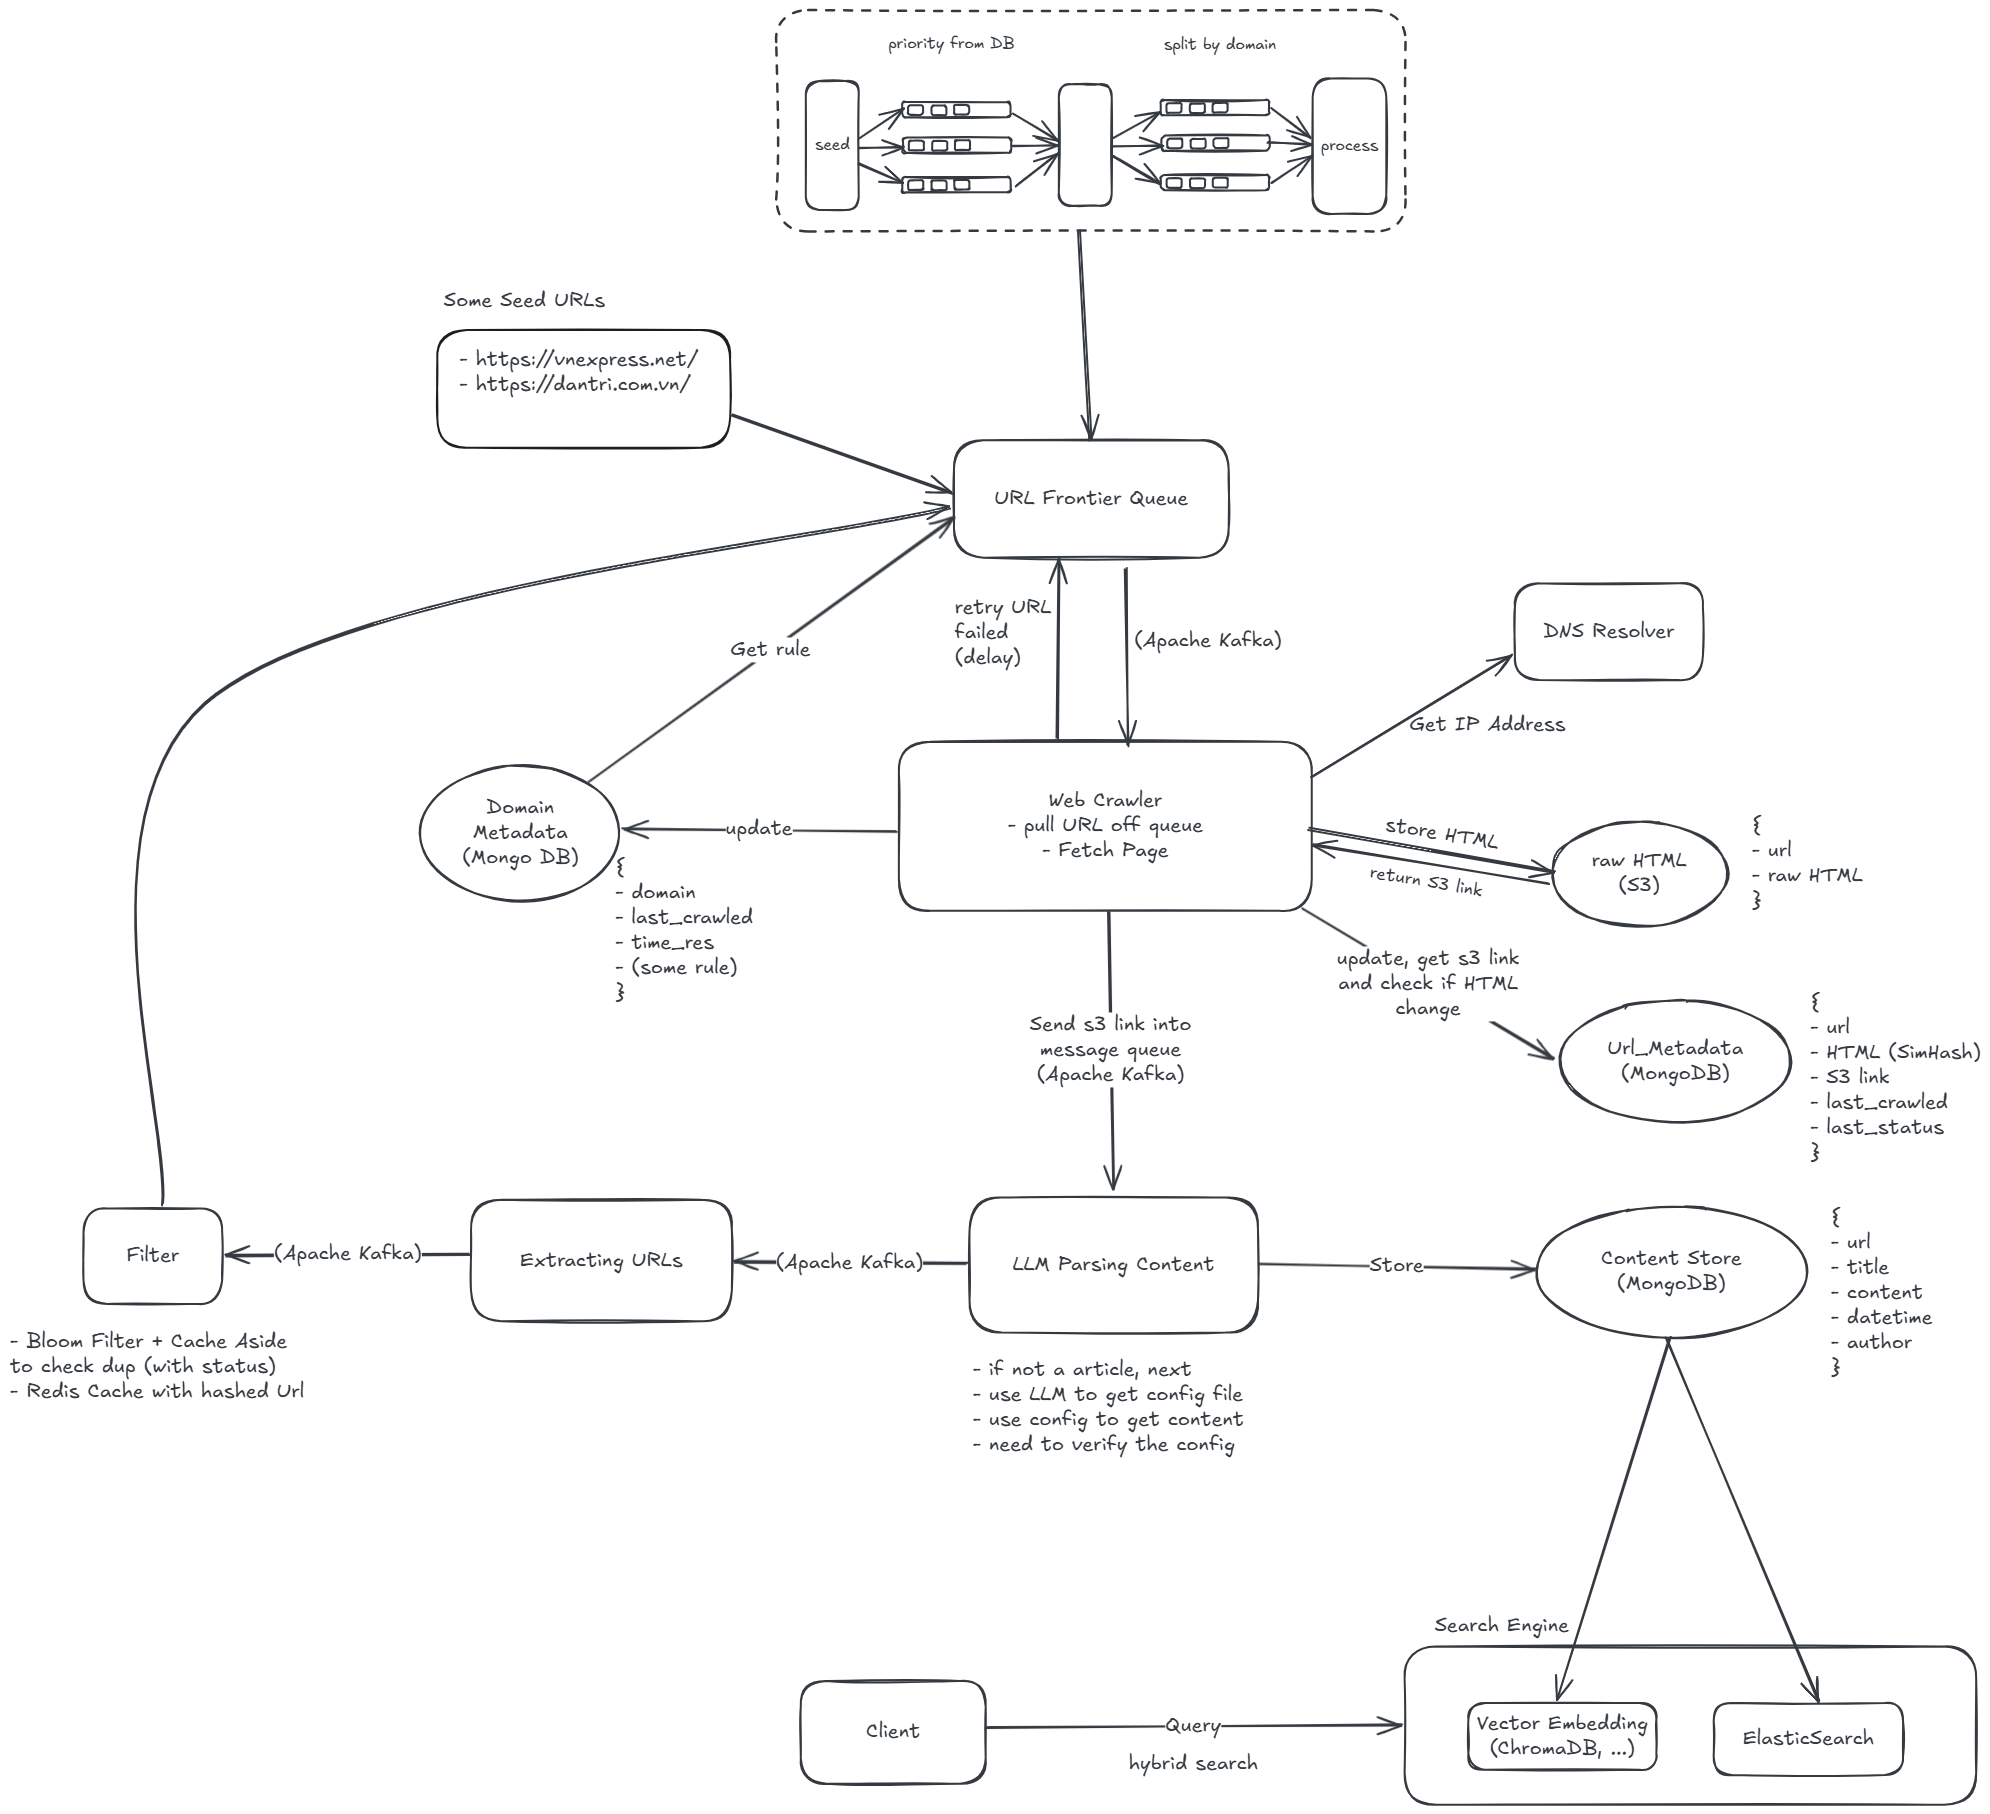 priority from DB
split by domain
seed
process
Some Seed URLs
- https://vnexpress.net/
- https://dantri.com.vn/
URL Frontier Queue
retry URL
failed
(delay)
(Apache Kafka)
Get rule
DNS Resolver
Get IP Address
Domain
Metadata
(Mongo DB)
{
- domain
- last_crawled
- time_res
- (some rule)
}
update
Web Crawler
- pull URL off queue
- Fetch Page
store HTML
return S3 link
raw HTML
(S3)
{
- url
- raw HTML
}
update, get s3 link
and check if HTML
change
Url_Metadata
(MongoDB)
{
- url
- HTML (SimHash)
- S3 link
- last_crawled
- last_status
}
Send s3 link into
message queue
(Apache Kafka)
Filter
(Apache Kafka)
Extracting URLs
(Apache Kafka)
LLM Parsing Content
Store
Content Store
(MongoDB)
{
- url
- title
- content
- datetime
- author
}
- Bloom Filter + Cache Aside
to check dup (with status)
- Redis Cache with hashed Url
- if not a article, next
- use LLM to get config file
- use config to get content
- need to verify the config
Search Engine
Client
Query
hybrid search
Vector Embedding
(ChromaDB, ...)
ElasticSearch